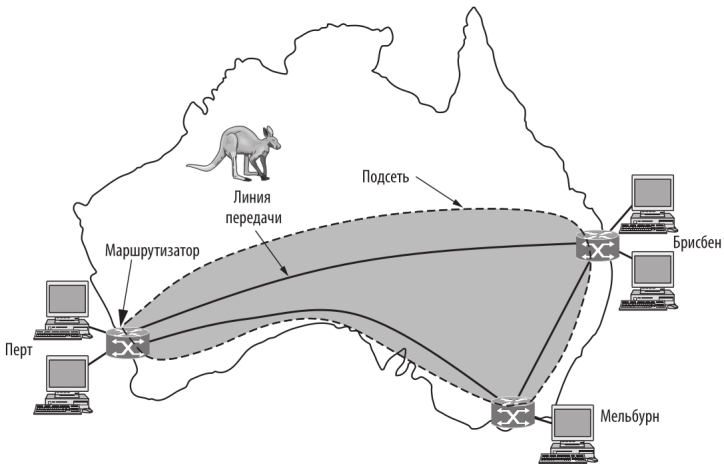 Подсеть
Линия
передачи
Маршрутизатор
Брисбен
Перт
Мельбурн